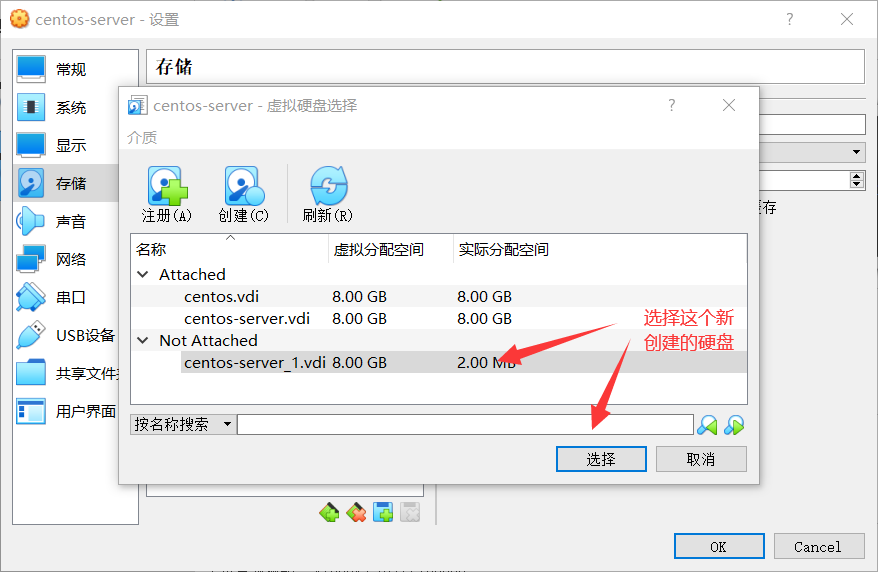 centos-server - 设置
常规
系统
显示
存储
声音
网络
串口
USB设备
共享文件
用户界面
存储
centos-server - 虚拟硬盘选择
介质
注册(A)
创建(C)
刷新(R)
名称 虚拟分配空间 实际分配空间
Attached
centos.vdi 8.00 GB 8.00 GB
centos-server.vdi 8.00 GB 8.00 GB
Not Attached
centos-server_1.vdi 8.00 GB 2.00 MB
选择这个新
创建的硬盘
按名称搜索
选择 取消
存
OK Cancel